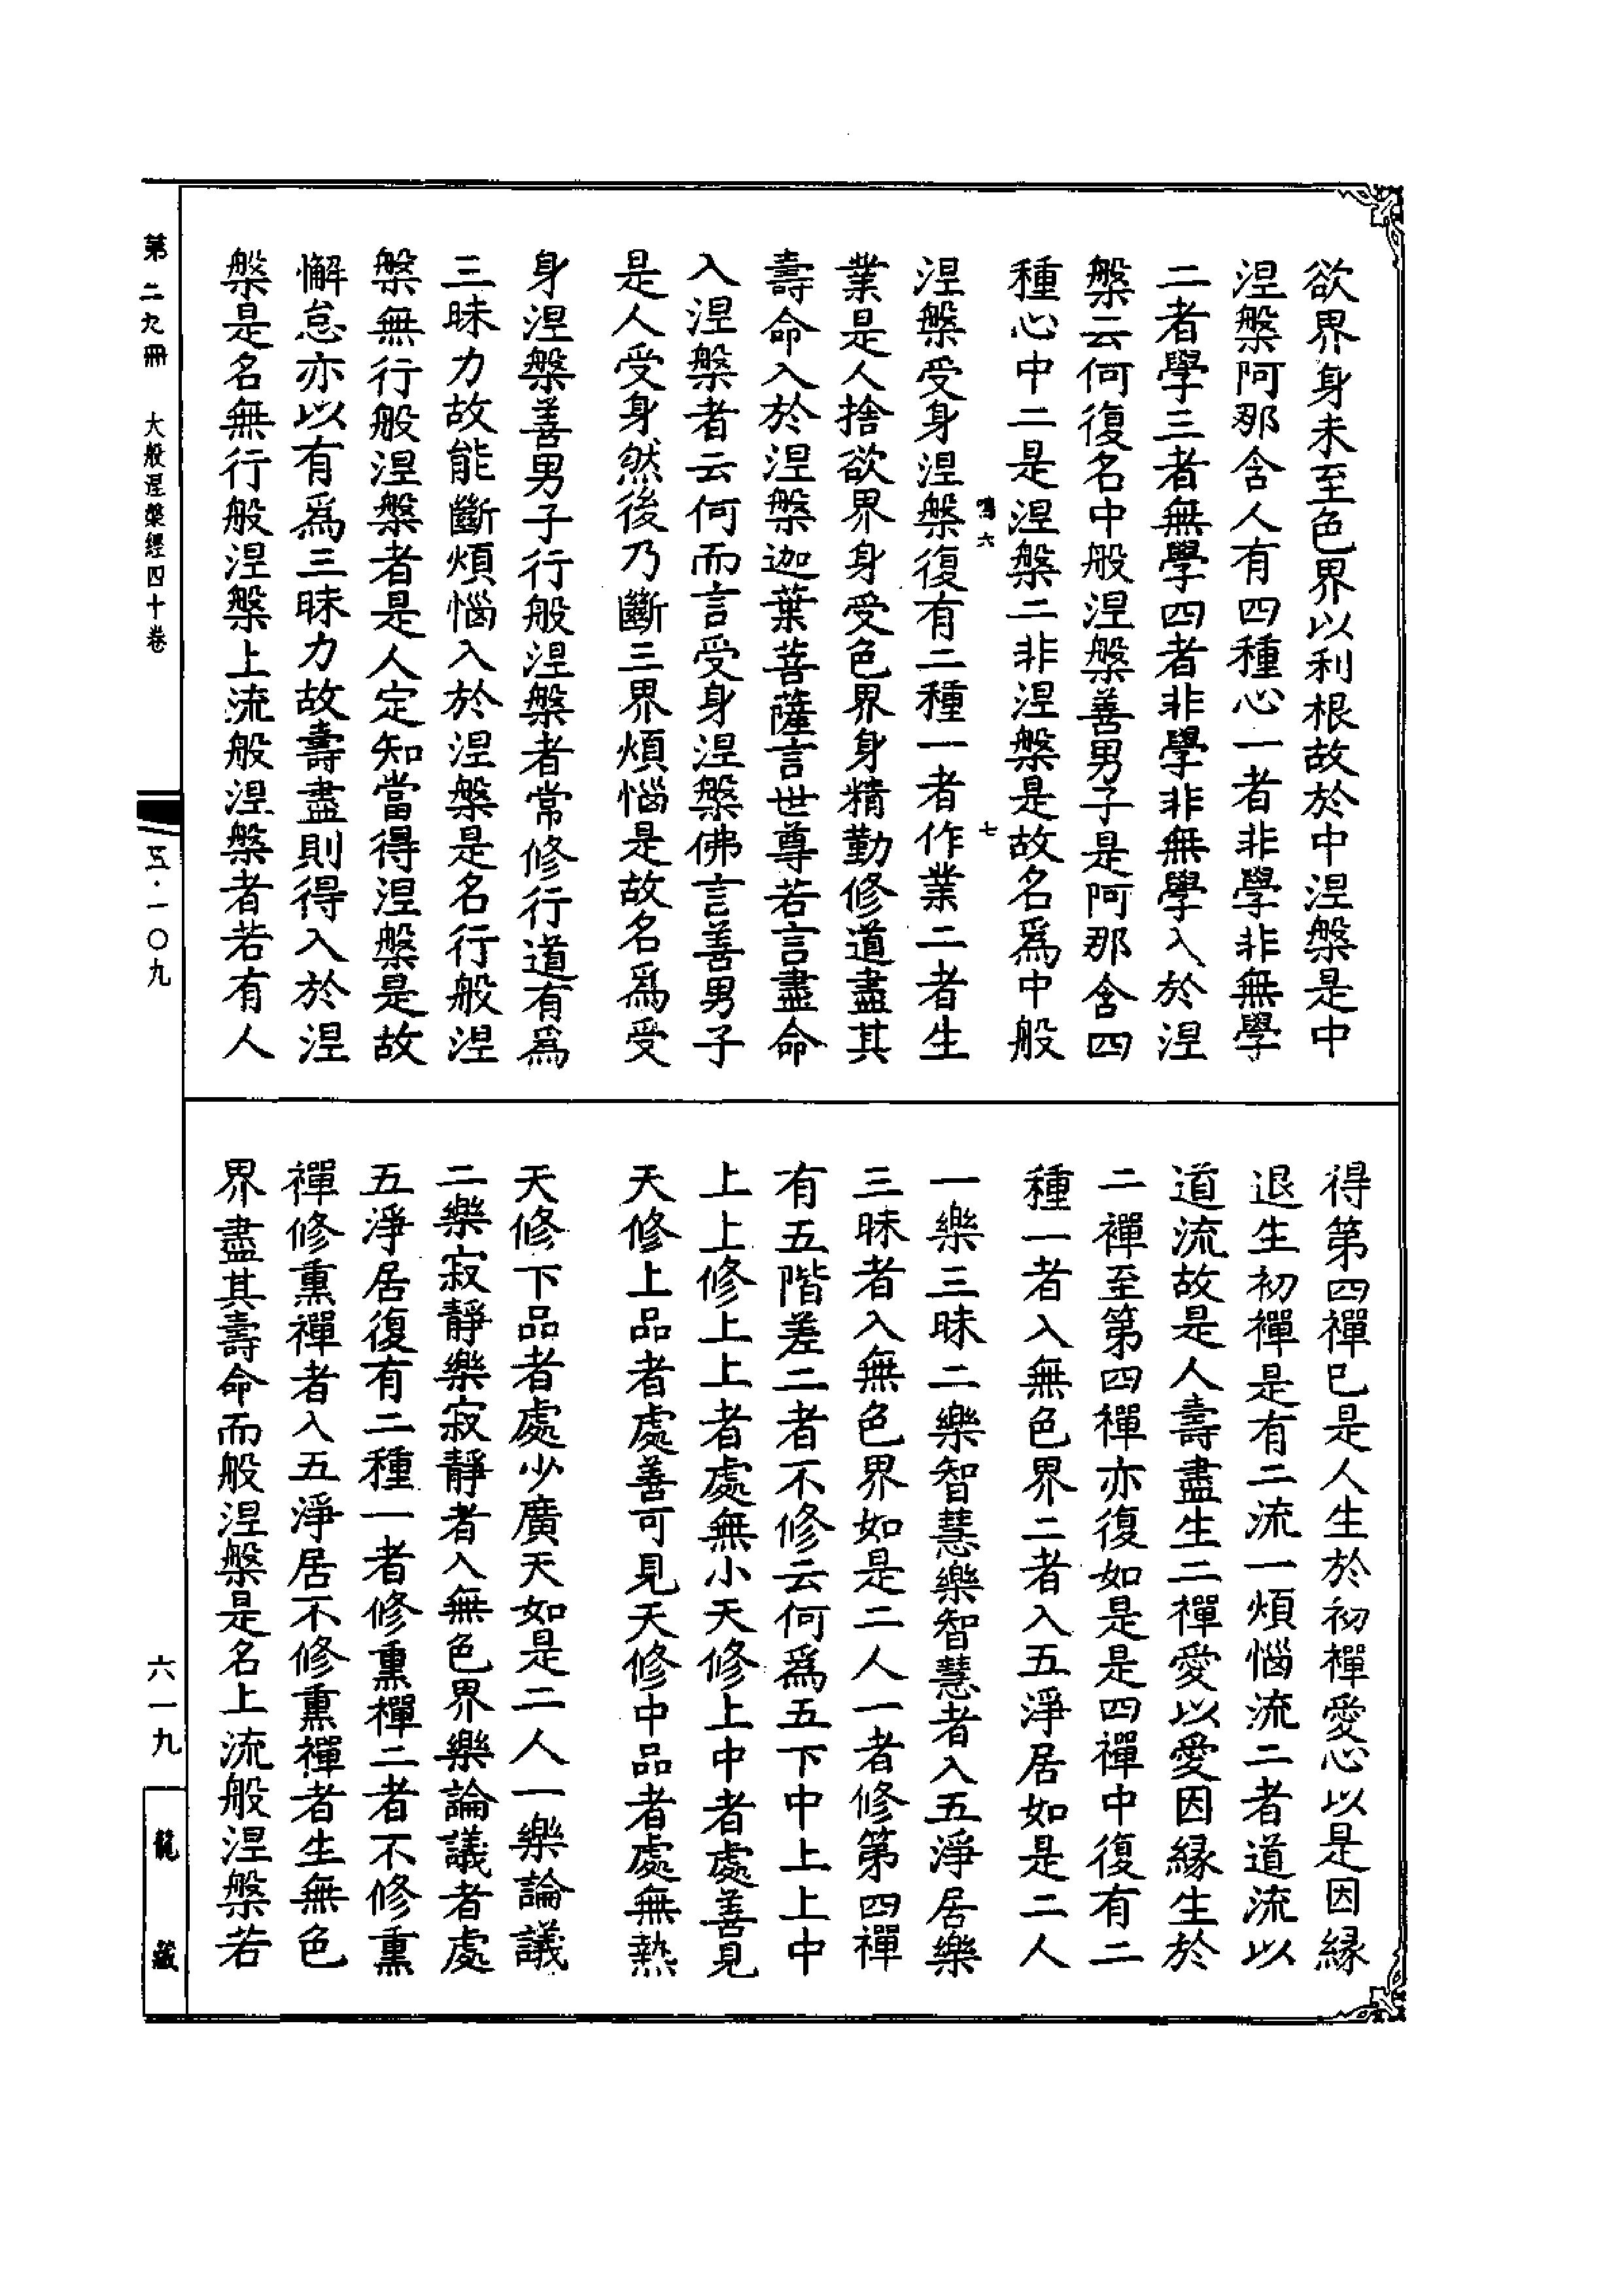 欲界身未至色界以利根故於中涅槃是中
涅槃阿那含人有四種心一者非學非無學
二者學三者無學四者非學非無學入於涅
槃云何復名中般涅槃善男子是阿那含四
種心中二是涅槃二非涅槃是故名爲中般
鳴六 七
涅槃受身涅槃復有二種一者作業二者生
業是人捨欲界身受色界身精勤修道盡其
壽命入於涅槃迦葉菩薩言世尊若言盡命
入涅槃者云何而言受身涅槃佛言善男子
是人受身然後乃斷三界煩惱是故名爲受
身涅槃善男子行般涅槃者常修行道有爲
三昧力故能斷煩惱入於涅槃是名行般涅
槃無行般涅槃者是人定知當得涅槃是故
懈怠亦以有爲三昧力故壽盡則得入於涅
槃是名無行般涅槃上流般涅槃者若有人
得第四禪已是人生於初禪愛心以是因緣
退生初禪是有二流一煩惱流二者道流以
道流故是人壽盡生二禪愛以愛因緣生於
二禪至第四禪亦復如是是四禪中復有二
種一者入無色界二者入五淨居如是二人
一樂三昧二樂智慧樂智慧者入五淨居樂
三昧者入無色界如是二人一者修第四禪
有五階差二者不修云何爲五下中上上中
上上修上上者處無小天修上中者處善見
天修上品者處善可見天修中品者處無熱
天修下品者處少廣天如是二人一樂論議
二樂寂靜樂寂靜者入無色界樂論議者處
五淨居復有二種一者修熏禪二者不修熏
禪修熏禪者入五淨居不修熏禪者生無色
界盡其壽命而般涅槃是名上流般涅槃若
第二九冊 大般涅槃經四十卷
五·一〇九
六一九
龍藏